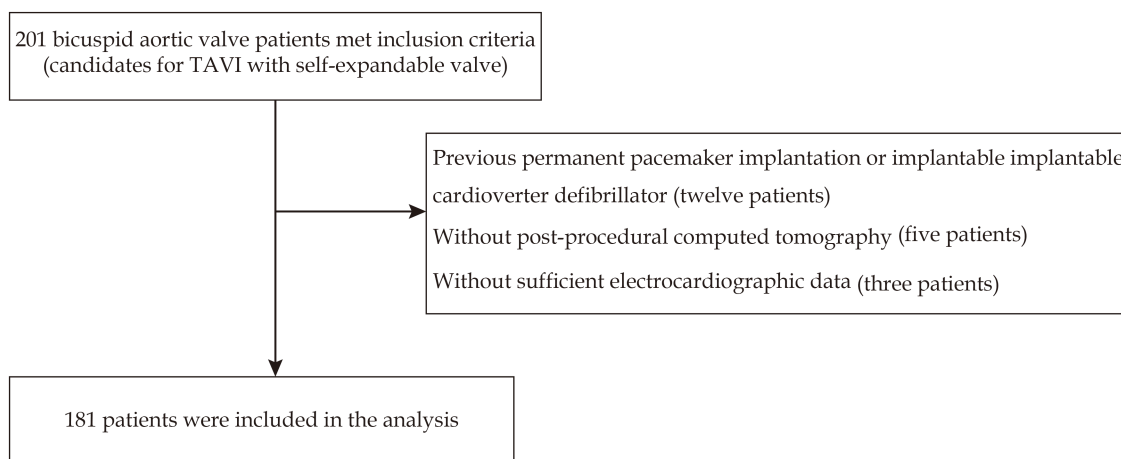 201 bicuspid aortic valve patients met inclusion criteria
(candidates for TAVI with self-expandable valve)
Previous permanent pacemaker implantation or implantable implantable
cardioverter defibrillator (twelve patients)
Without post-procedural computed tomography (five patients)
Without sufficient electrocardiographic data (three patients)
181 patients were included in the analysis